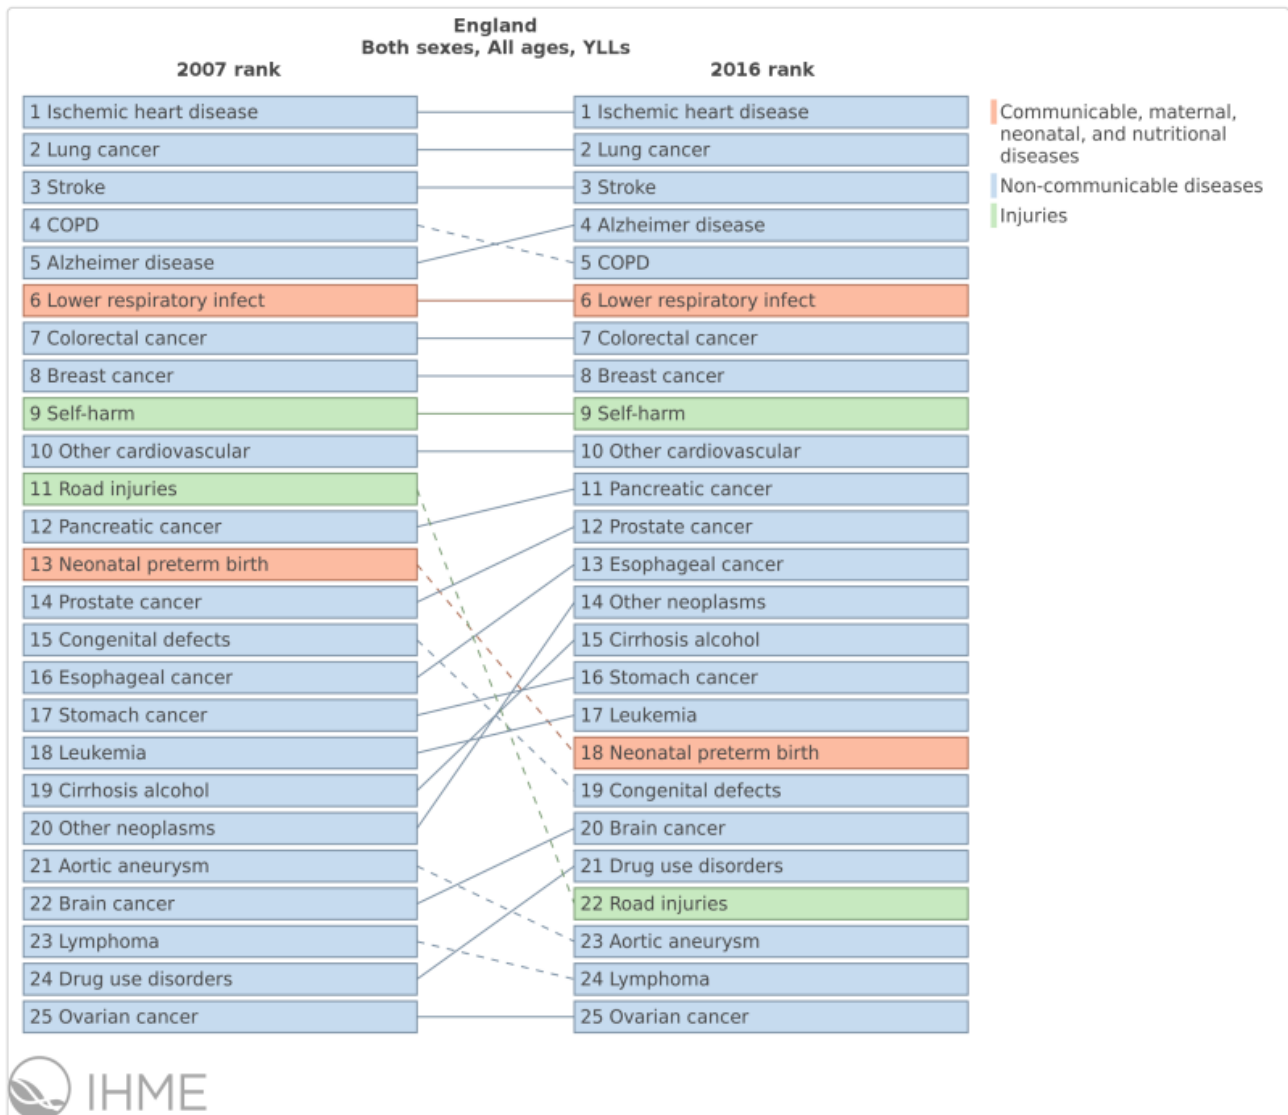 England
Both sexes, All ages, YLLs
2007 rank
2016 rank
1 Ischemic heart disease
1 Ischemic heart disease
2 Lung cancer
2 Lung cancer
3 Stroke
3 Stroke
4 COPD
4 Alzheimer disease
5 Alzheimer disease
5 COPD
6 Lower respiratory infect
6 Lower respiratory infect
7 Colorectal cancer
7 Colorectal cancer
8 Breast cancer
8 Breast cancer
9 Self-harm
9 Self-harm
10 Other cardiovascular
10 Other cardiovascular
11 Road injuries
11 Pancreatic cancer
12 Pancreatic cancer
12 Prostate cancer
13 Neonatal preterm birth
13 Esophageal cancer
14 Prostate cancer
14 Other neoplasms
15 Congenital defects
15 Cirrhosis alcohol
16 Esophageal cancer
16 Stomach cancer
17 Stomach cancer
17 Leukemia
18 Leukemia
18 Neonatal preterm birth
19 Cirrhosis alcohol
19 Congenital defects
20 Other neoplasms
20 Brain cancer
21 Aortic aneurysm
21 Drug use disorders
22 Brain cancer
22 Road injuries
23 Lymphoma
23 Aortic aneurysm
24 Drug use disorders
24 Lymphoma
25 Ovarian cancer
25 Ovarian cancer
Communicable, maternal,
neonatal, and nutritional
diseases
Non-communicable diseases
Injuries
IHME